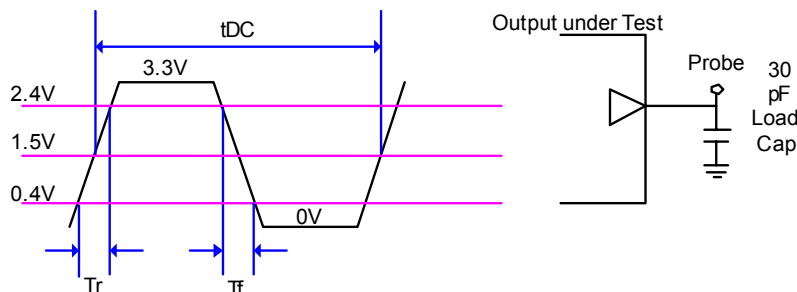 tDC
3.3V
2.4V
1.5V
0.4V
0V
Tr
Tf
Output under Test
Probe
30
pF
Load
Cap